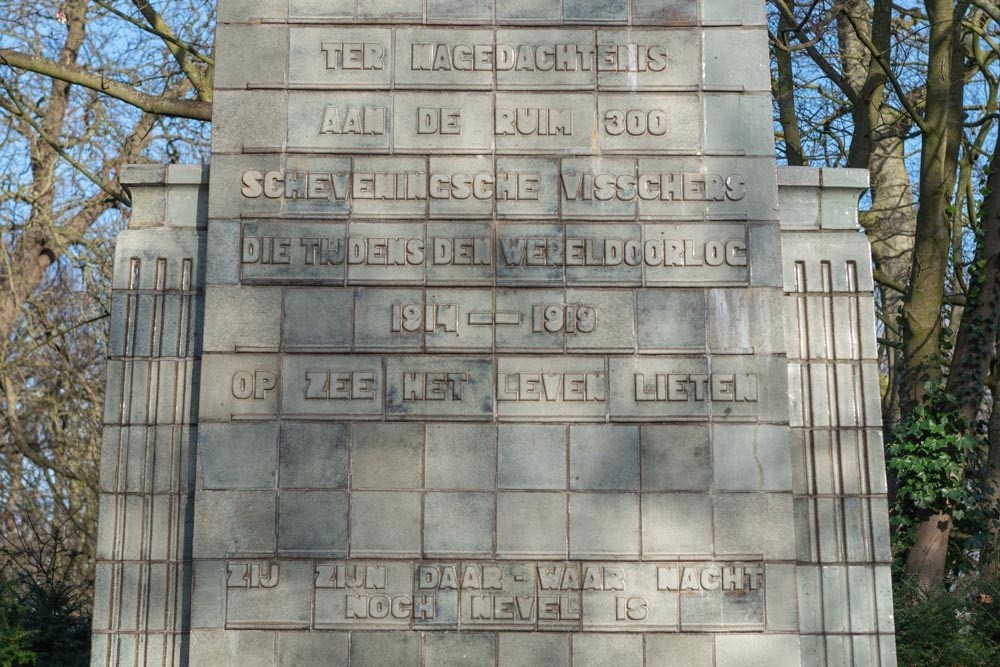 TER NAGEDACHTENIS
AAN DE RUIM 300
SCHEVENINGSCHE VISSCHERS
DIE TIJDENS DEN WERELDOORLOG
1914 — 1919
OP ZEE HET LEVEN LIETEN
ZIJ ZIJN DAAR - WAAR NACHT
NOCH NEVEL IS